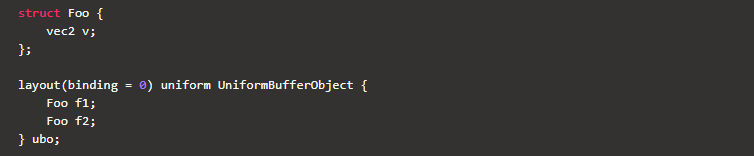 struct Foo {
    vec2 v;
};

layout(binding = 0) uniform UniformBufferObject {
    Foo f1;
    Foo f2;
} ubo;